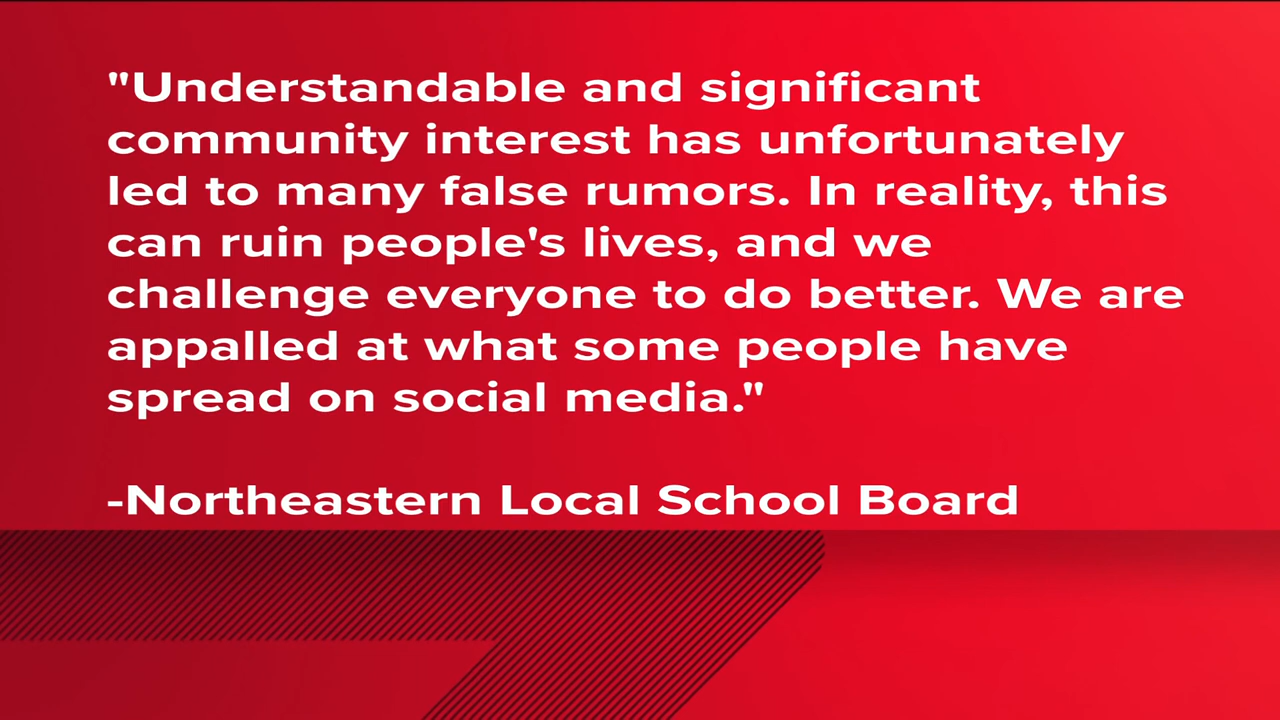 "Understandable and significant
community interest has unfortunately
led to many false rumors. In reality, this
can ruin people's lives, and we
challenge everyone to do better. We are
appalled at what some people have
spread on social media."
-Northeastern Local School Board